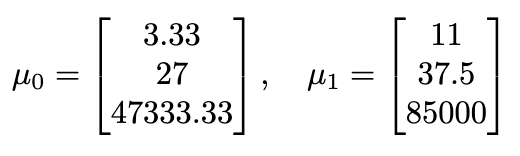 μ₀ = [3.33 27 47333.33], μ₁ = [11 37.5 85000]